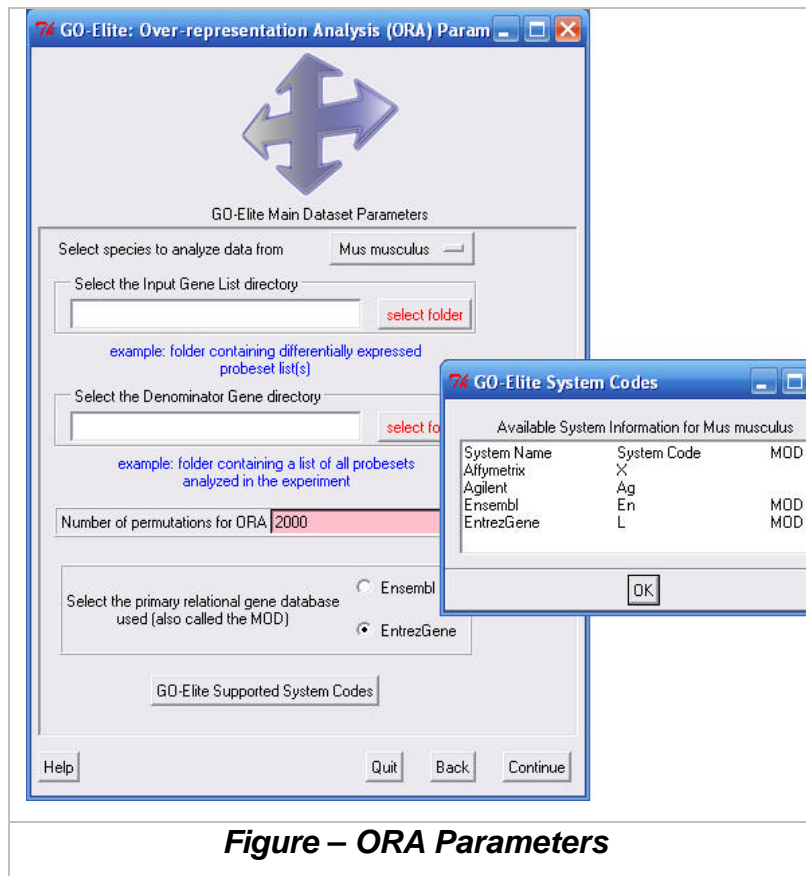 GO-Elite: Over-representation Analysis (ORA) Param
GO-Elite Main Dataset Parameters
Select species to analyze data from Mus musculus
Select the Input Gene List directory
select folder
example: folder containing differentially expressed
probeset list(s)
Select the Denominator Gene directory
select fo
example: folder containing a list of all probesets
analyzed in the experiment
Number of permutations for ORA 2000
Select the primary relational gene database
used (also called the MOD)
Ensembl
EntrezGene
GO-Elite Supported System Codes
Help Quit Back Continue
GO-Elite System Codes
Available System Information for Mus musculus
System Name System Code MOD
Affymetrix X
Agilent Ag
Ensembl En MOD
EntrezGene L MOD
OK
Figure – ORA Parameters